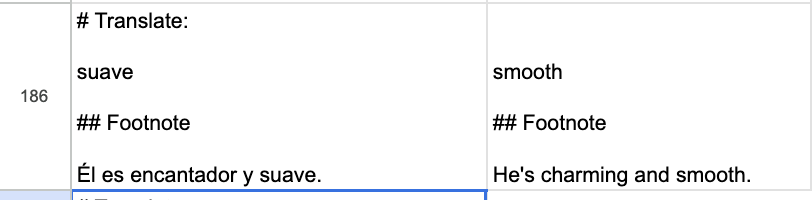 # Translate:
suave
smooth
186
## Footnote
## Footnote
Él es encantador y suave.
He's charming and smooth.